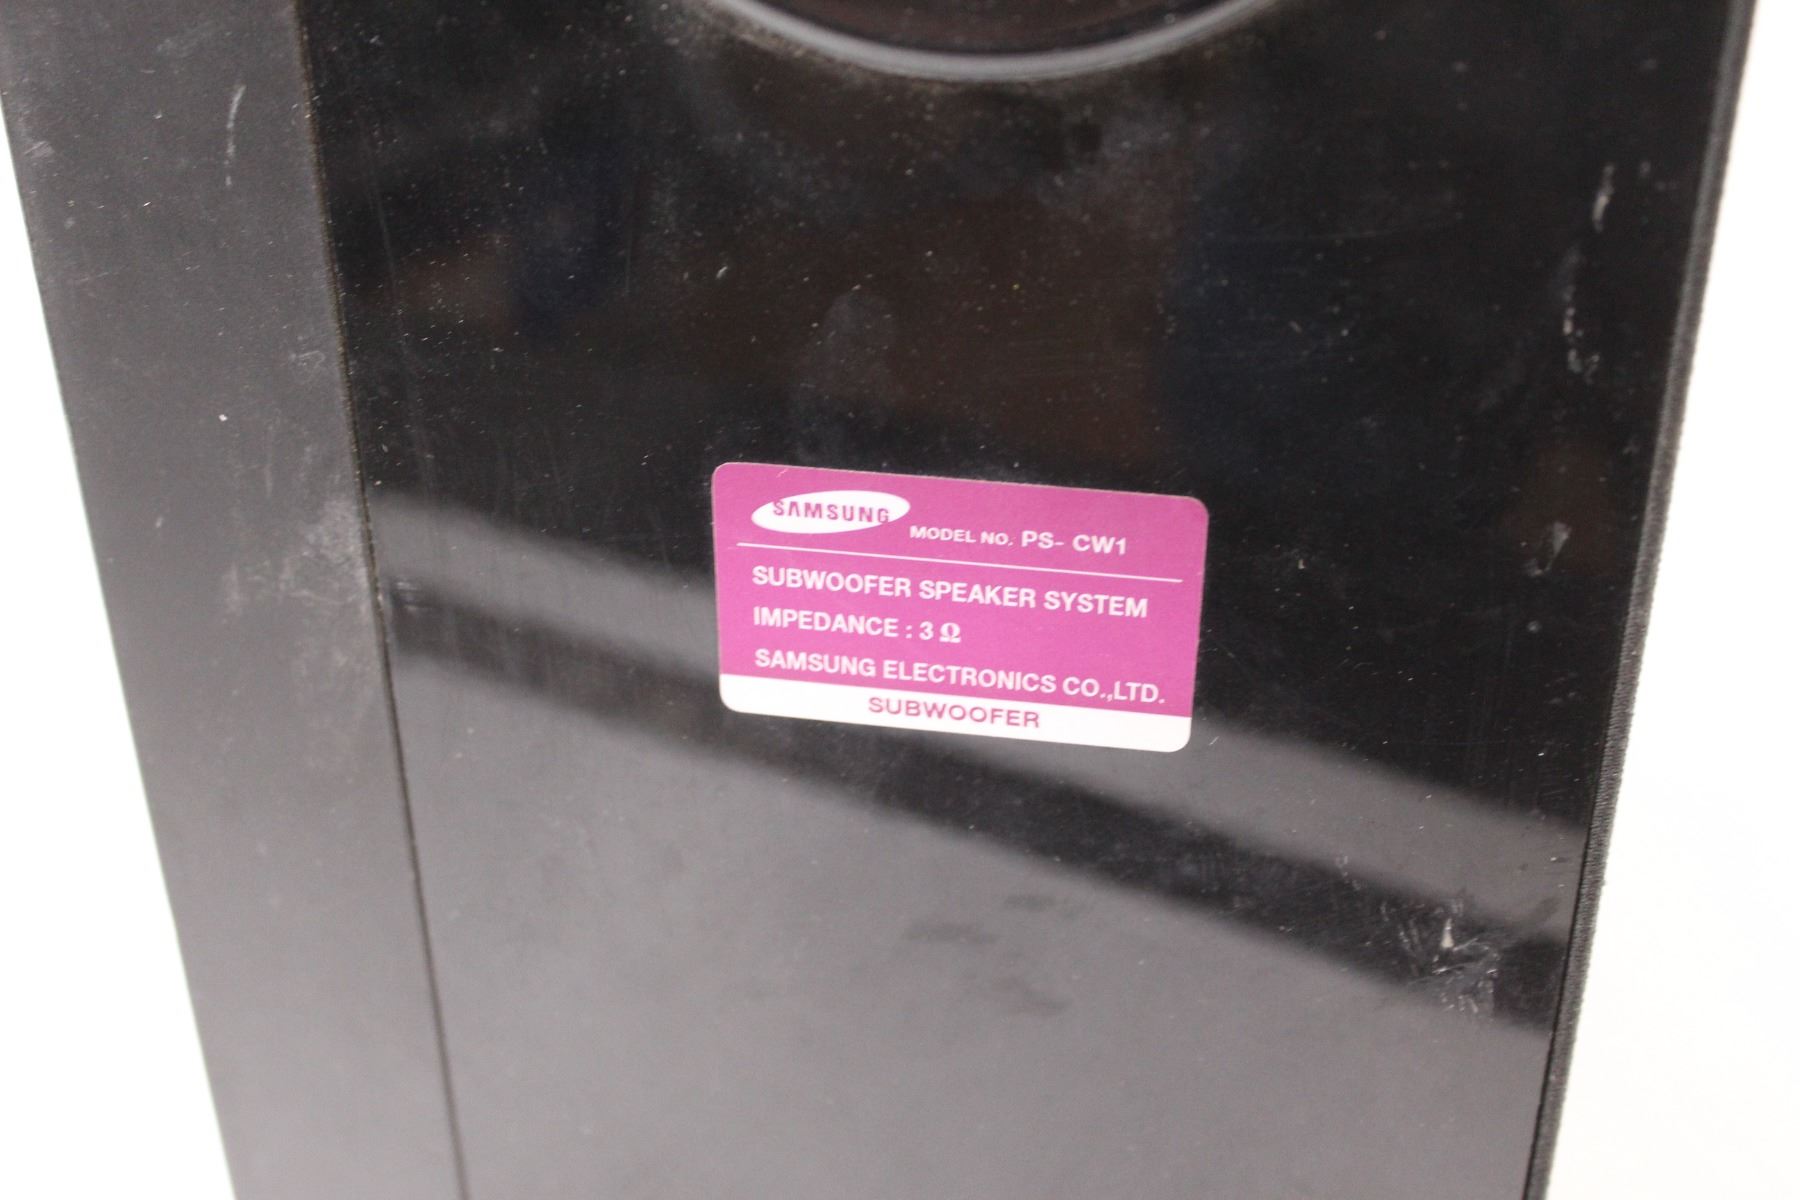 SAMSUNG MODEL NO. PS- CW1
SUBWOOFER SPEAKER SYSTEM
IMPEDANCE : 3 Ω
SAMSUNG ELECTRONICS CO.,LTD.
SUBWOOFER